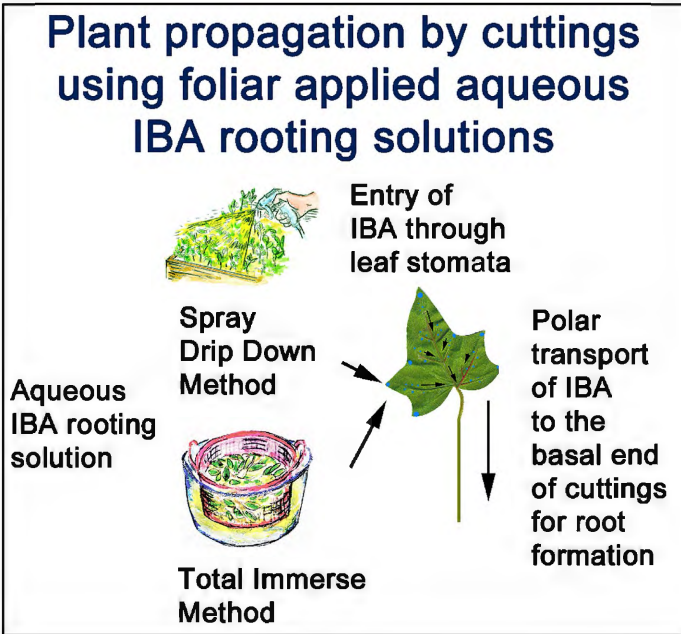 Plant propagation by cuttings
using foliar applied aqueous
IBA rooting solutions
Entry of
IBA through
leaf stomata
Spray
Drip Down
Method
Aqueous
IBA rooting
solution
Total Immerse
Method
Polar
transport
of IBA
to the
basal end
of cuttings
for root
formation